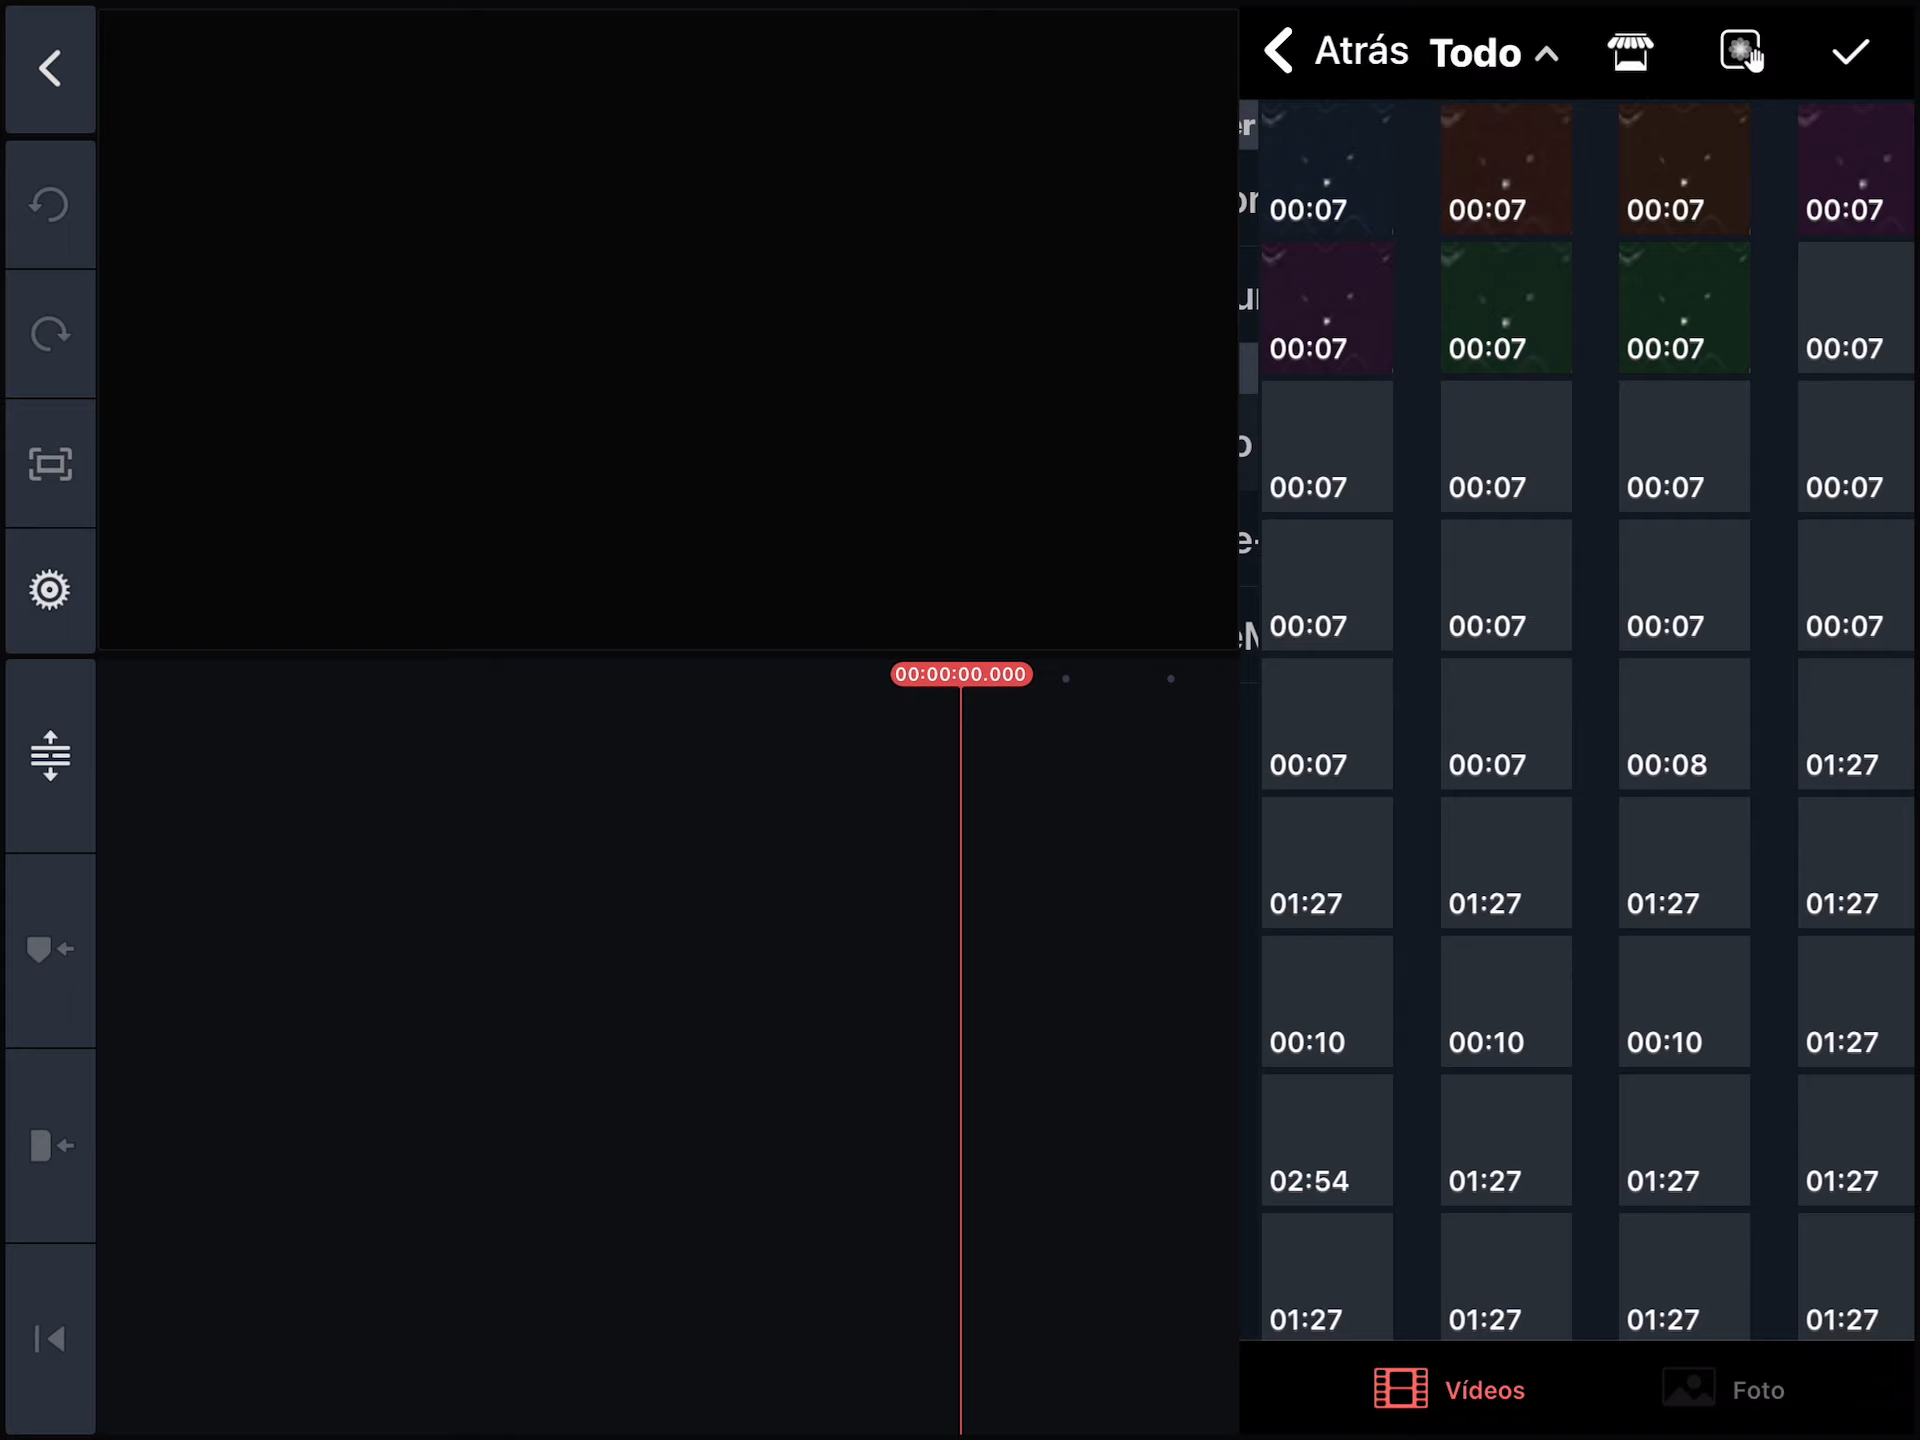 Atrás Todo
er
00:07 00:07 00:07 00:07
or
00:07 00:07 00:07 00:07
00:07 00:07 00:07 00:07
o
00:07 00:07 00:07 00:07
e-
00:00:00.000
00:07 00:07 00:08 01:27
01:27 01:27 01:27 01:27
00:10 00:10 00:10 01:27
02:54 01:27 01:27 01:27
01:27 01:27 01:27 01:27
Vídeos Foto